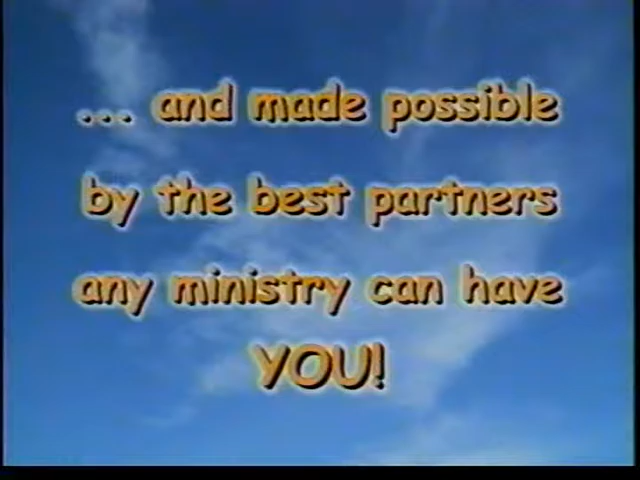 ... and made possible
by the best partners
any ministry can have
YOU!